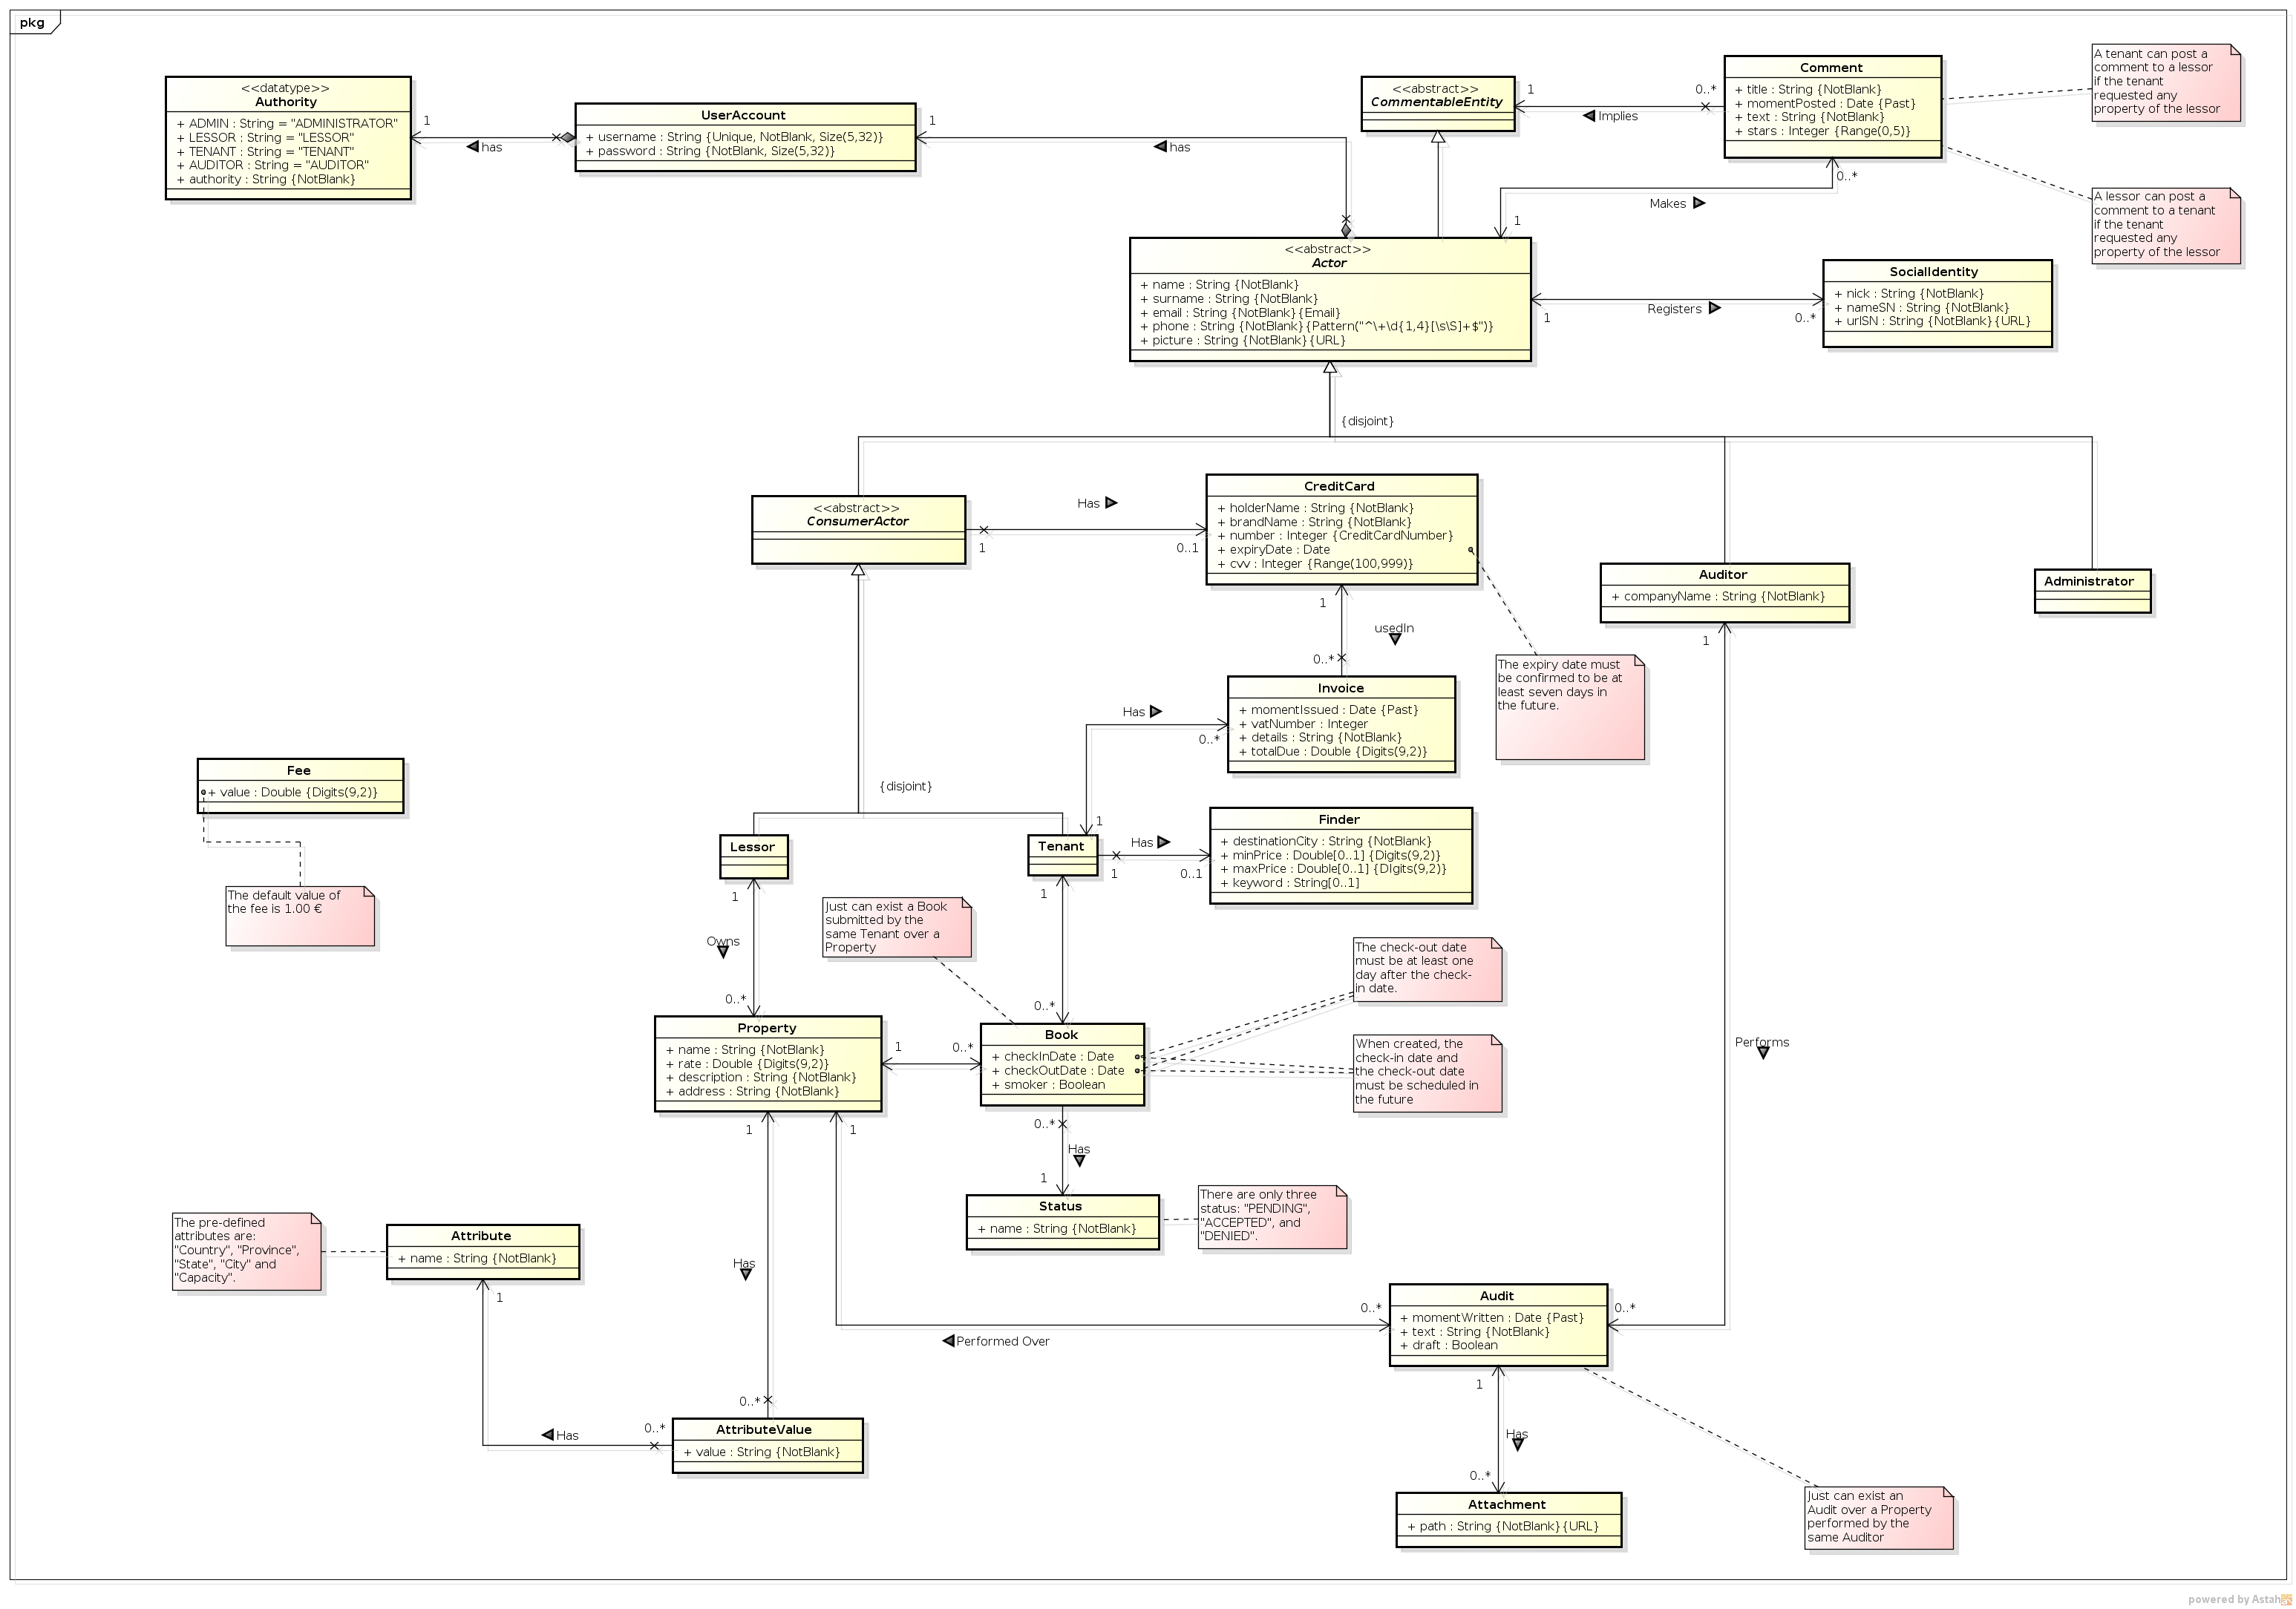 pkg
<<datatype>>
Authority
+ ADMIN : String = "ADMINISTRATOR"
+ LESSOR : String = "LESSOR"
+ TENANT : String = "TENANT"
+ AUDITOR : String = "AUDITOR"
+ authority : String {NotBlank}
1
has
UserAccount
+ username : String {Unique, NotBlank, Size(5,32)}
+ password : String {NotBlank, Size(5,32)}
1
has
<<abstract>>
CommentableEntity
1
0..*
Implies
Comment
+ title : String {NotBlank}
+ momentPosted : Date {Past}
+ text : String {NotBlank}
+ stars : Integer {Range(0,5)}
A tenant can post a
comment to a lessor
if the tenant
requested any
property of the lessor
0..*
Makes
1
A lessor can post a
comment to a tenant
if the tenant
requested any
property of the lessor
<<abstract>>
Actor
+ name : String {NotBlank}
+ surname : String {NotBlank}
+ email : String {NotBlank}{Email}
+ phone : String {NotBlank}{Pattern("^\+\d{1,4}[\s\S]+$")}
+ picture : String {NotBlank}{URL}
1
Registers
0..*
SocialIdentity
+ nick : String {NotBlank}
+ nameSN : String {NotBlank}
+ urlSN : String {NotBlank}{URL}
{disjoint}
<<abstract>>
ConsumerActor
Has
1
0..1
CreditCard
+ holderName : String {NotBlank}
+ brandName : String {NotBlank}
+ number : Integer {CreditCardNumber}
+ expiryDate : Date
+ cvv : Integer {Range(100,999)}
Auditor
+ companyName : String {NotBlank}
Administrator
1
usedIn
0..*
1
The expiry date must
be confirmed to be at
least seven days in
the future.
Invoice
+ momentIssued : Date {Past}
+ vatNumber : Integer
+ details : String {NotBlank}
+ totalDue : Double {Digits(9,2)}
Has
0..*
1
Fee
+ value : Double {Digits(9,2)}
The default value of
the fee is 1.00 €
{disjoint}
Lessor
Tenant
Has
1
0..1
Finder
+ destinationCity : String {NotBlank}
+ minPrice : Double[0..1] {Digits(9,2)}
+ maxPrice : Double[0..1] {DIgits(9,2)}
+ keyword : String[0..1]
1
Owns
0..*
Just can exist a Book
submitted by the
same Tenant over a
Property
1
0..*
The check-out date
must be at least one
day after the check-
in date.
Property
+ name : String {NotBlank}
+ rate : Double {Digits(9,2)}
+ description : String {NotBlank}
+ address : String {NotBlank}
1
0..*
Book
+ checkInDate : Date
+ checkOutDate : Date
+ smoker : Boolean
When created, the
check-in date and
the check-out date
must be scheduled in
the future
Performs
1
1
0..*
Has
1
Status
+ name : String {NotBlank}
There are only three
status: "PENDING",
"ACCEPTED", and
"DENIED".
The pre-defined
attributes are:
"Country", "Province",
"State", "City" and
"Capacity".
Attribute
+ name : String {NotBlank}
1
Has
0..*
Performed Over
0..*
0..*
Audit
+ momentWritten : Date {Past}
+ text : String {NotBlank}
+ draft : Boolean
Has
0..*
AttributeValue
+ value : String {NotBlank}
1
Has
0..*
Attachment
+ path : String {NotBlank}{URL}
Just can exist an
Audit over a Property
performed by the
same Auditor
powered by Astah